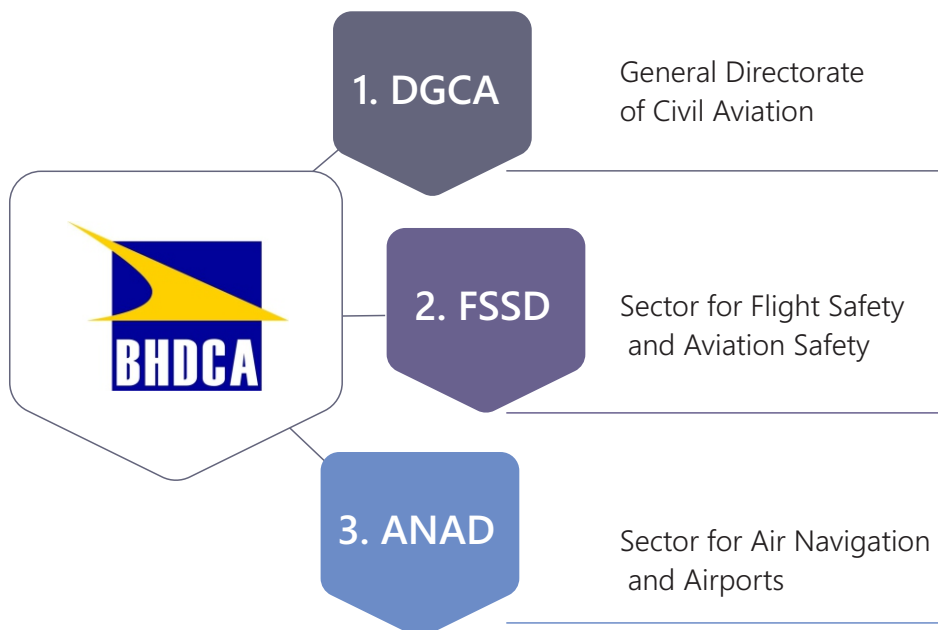 1. DGCA
General Directorate
of Civil Aviation
BHDCA
2. FSSD
Sector for Flight Safety
and Aviation Safety
3. ANAD
Sector for Air Navigation
and Airports